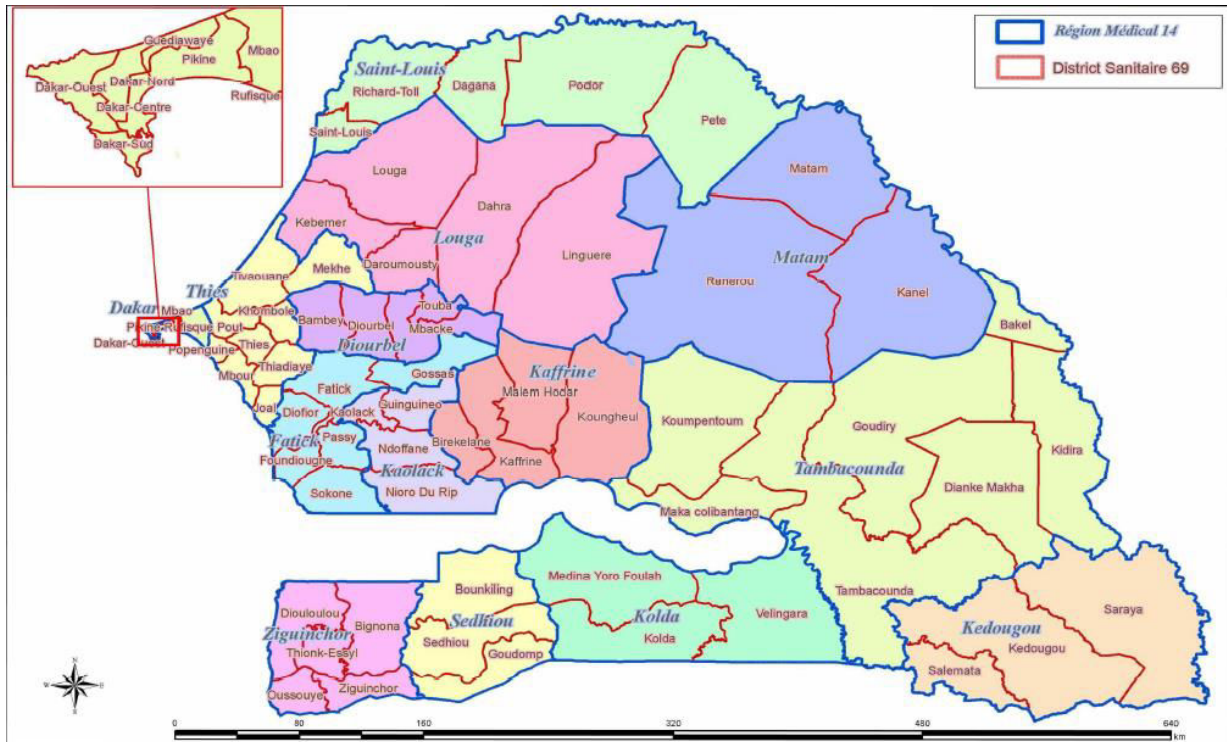 Région Médical 14
District Sanitaire 69
Guediawaye
Mbao
Pikine
Dakar-Ouest
Dakar-Nord
Rufisque
Dakar-Centre
Dakar-Sud
Saint-Louis
Richard-Toll
Dagana
Podor
Pete
Saint-Louis
Louga
Matam
Dahra
Kebemer
Louga
Linguere
Daroumousty
Mekhe
Matam
Ranerou
Kanel
Tivaouane
Thies
Dakar
Mbao
Khombole
Touba
Bambey
Diourbel
Mbacke
Pikine
Rufisque
Pout
Dakar-Ouest
Popenguine
Thies
Diourbel
Bakel
Mbour
Thiadiaye
Gossas
Kaffrine
Fatick
Malem Hodar
Joal
Diofior
Kaolack
Guinguineo
Koungheul
Koumpentoum
Goudiry
Fatick
Passy
Birekelane
Ndoffane
Kidira
Foundiougne
Kaolack
Kaffrine
Tambacounda
Dianke Makha
Sokone
Nioro Du Rip
Maka colibantang
Medina Yoro Foulah
Bounkiling
Tambacounda
Saraya
Diouloulou
Velingara
Bignona
Ziguinchor
Sedhiou
Kolda
Kedougou
Sedhiou
Kolda
Thionk-Essyl
Goudomp
Kedougou
Salemata
Oussouye
Ziguinchor
N
W
E
S
0 80 160 320 480 640
km